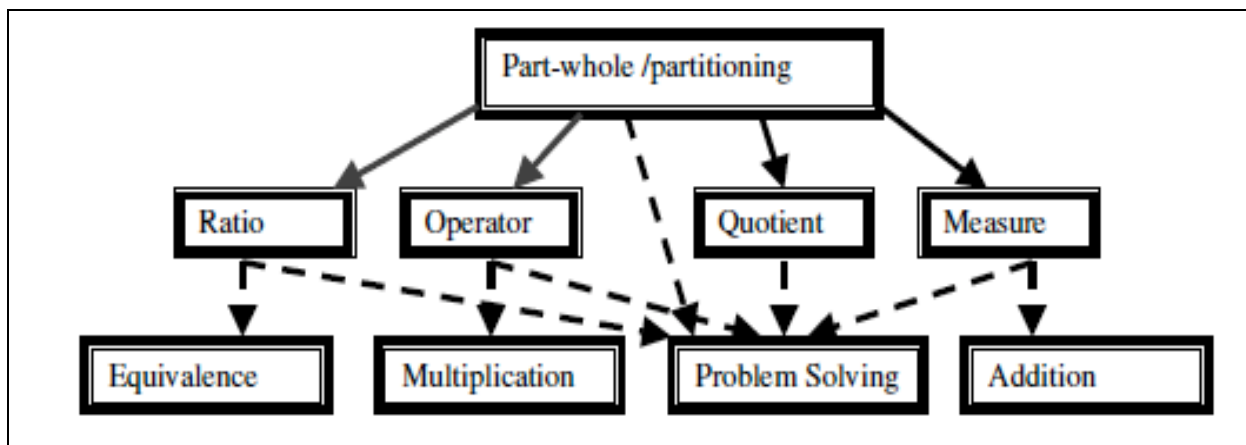 Part-whole /partitioning
Ratio
Operator
Quotient
Measure
Equivalence
Multiplication
Problem Solving
Addition